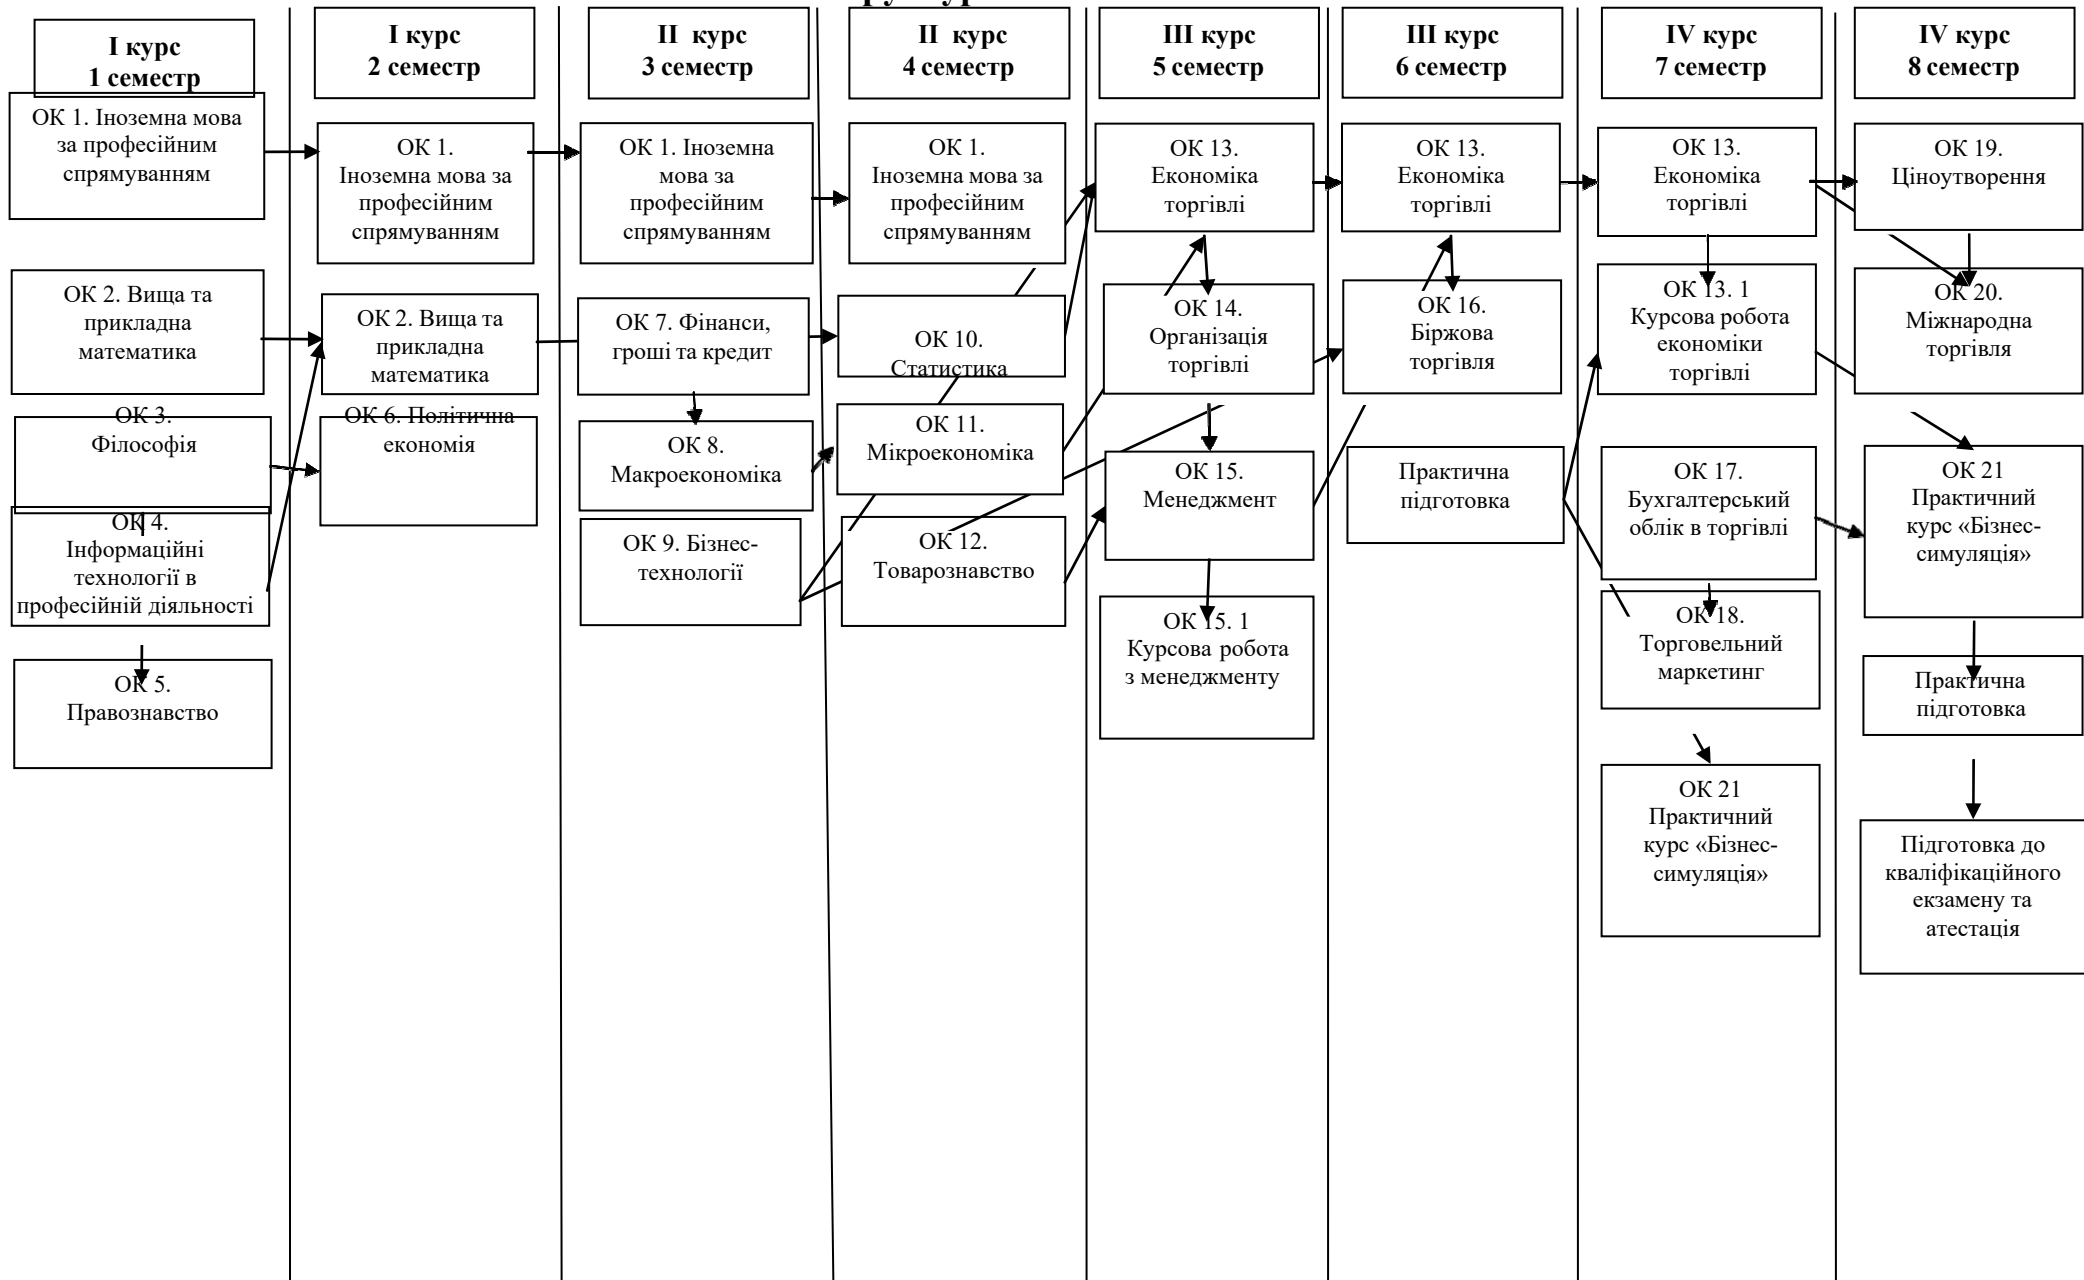 I курс
1 семестр
I курс
2 семестр
II курс
3 семестр
II курс
4 семестр
III курс
5 семестр
III курс
6 семестр
IV курс
7 семестр
IV курс
8 семестр
ОК 1. Іноземна мова
за професійним
спрямуванням
ОК 2. Вища та
прикладна
математика
ОК 3.
Філософія
ОК 4.
Інформаційні
технології в
професійній діяльності
ОК 5.
Правознавство
ОК 1.
Іноземна мова за
професійним
спрямуванням
ОК 2. Вища та
прикладна
математика
ОК 6. Політична
економія
ОК 1. Іноземна
мова за
професійним
спрямуванням
ОК 7. Фінанси,
гроші та кредит
ОК 8.
Макроекономіка
ОК 9. Бізнес-
технології
ОК 1.
Іноземна мова за
професійним
спрямуванням
ОК 10.
Статистика
ОК 11.
Мікроекономіка
ОК 12.
Товарознавство
ОК 13.
Економіка
торгівлі
ОК 14.
Організація
торгівлі
ОК 15.
Менеджмент
ОК 15. 1
Курсова робота
з менеджменту
ОК 13.
Економіка
торгівлі
ОК 16.
Біржова
торгівля
Практична
підготовка
ОК 13.
Економіка
торгівлі
ОК 13. 1
Курсова робота
економіки
торгівлі
ОК 17.
Бухгалтерський
облік в торгівлі
ОК 18.
Торговельний
маркетинг
ОК 21
Практичний
курс «Бізнес-
симуляція»
ОК 19.
Ціноутворення
ОК 20.
Міжнародна
торгівля
ОК 21
Практичний
курс «Бізнес-
симуляція»
Практична
підготовка
Підготовка до
кваліфікаційного
екзамену та
атестація